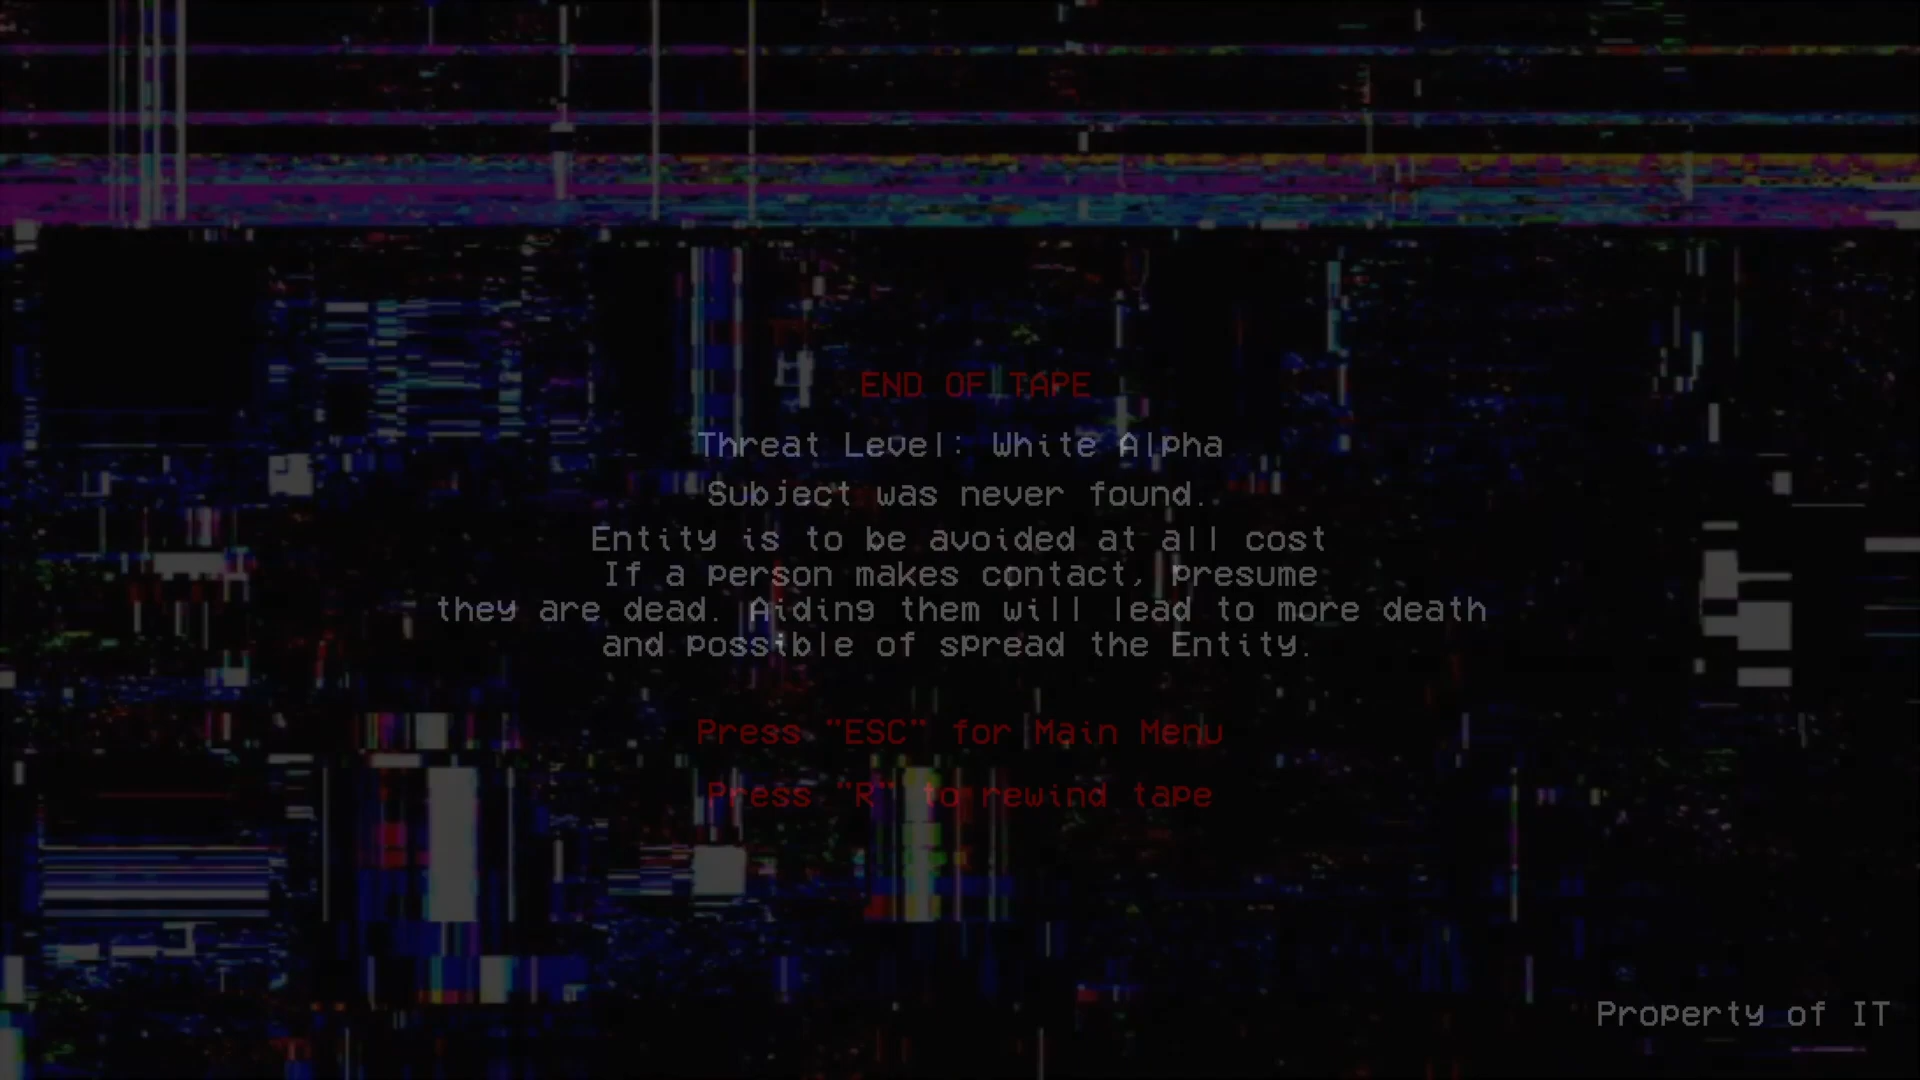 END OF TAPE
Threat Level: White Alpha
Subject was never found.
Entity is to be avoided at all cost
If a person makes contact, presume
they are dead. Aiding them will lead to more death
and possible of spread the Entity.
Press "ESC" for Main Menu
Press "R" to rewind tape
Property of IT